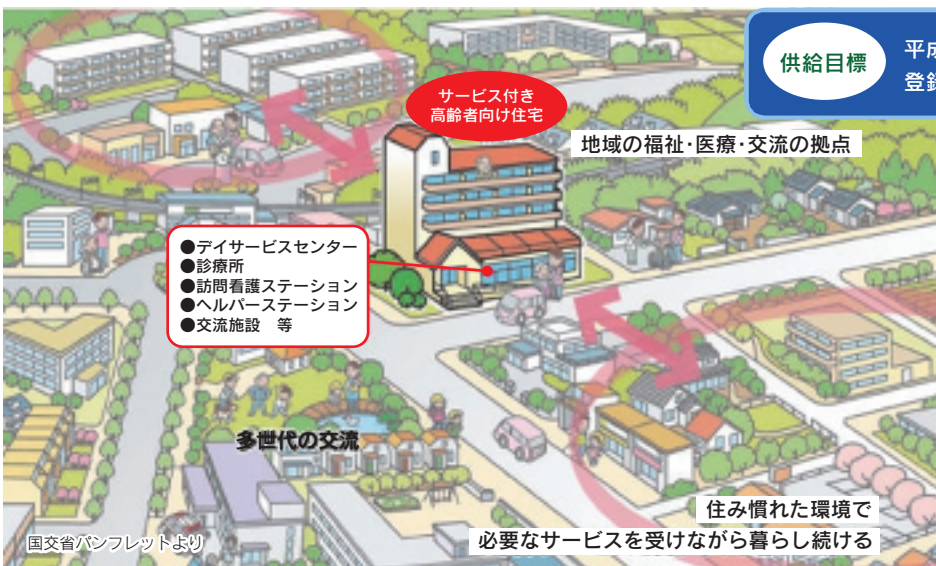 供給目標
平成
登録
サービス付き
高齢者向け住宅
地域の福祉・医療・交流の拠点
●デイサービスセンター
●診療所
●訪問看護ステーション
●ヘルパーステーション
●交流施設　等
多世代の交流
住み慣れた環境で
必要なサービスを受けながら暮らし続ける
国交省パンフレットより